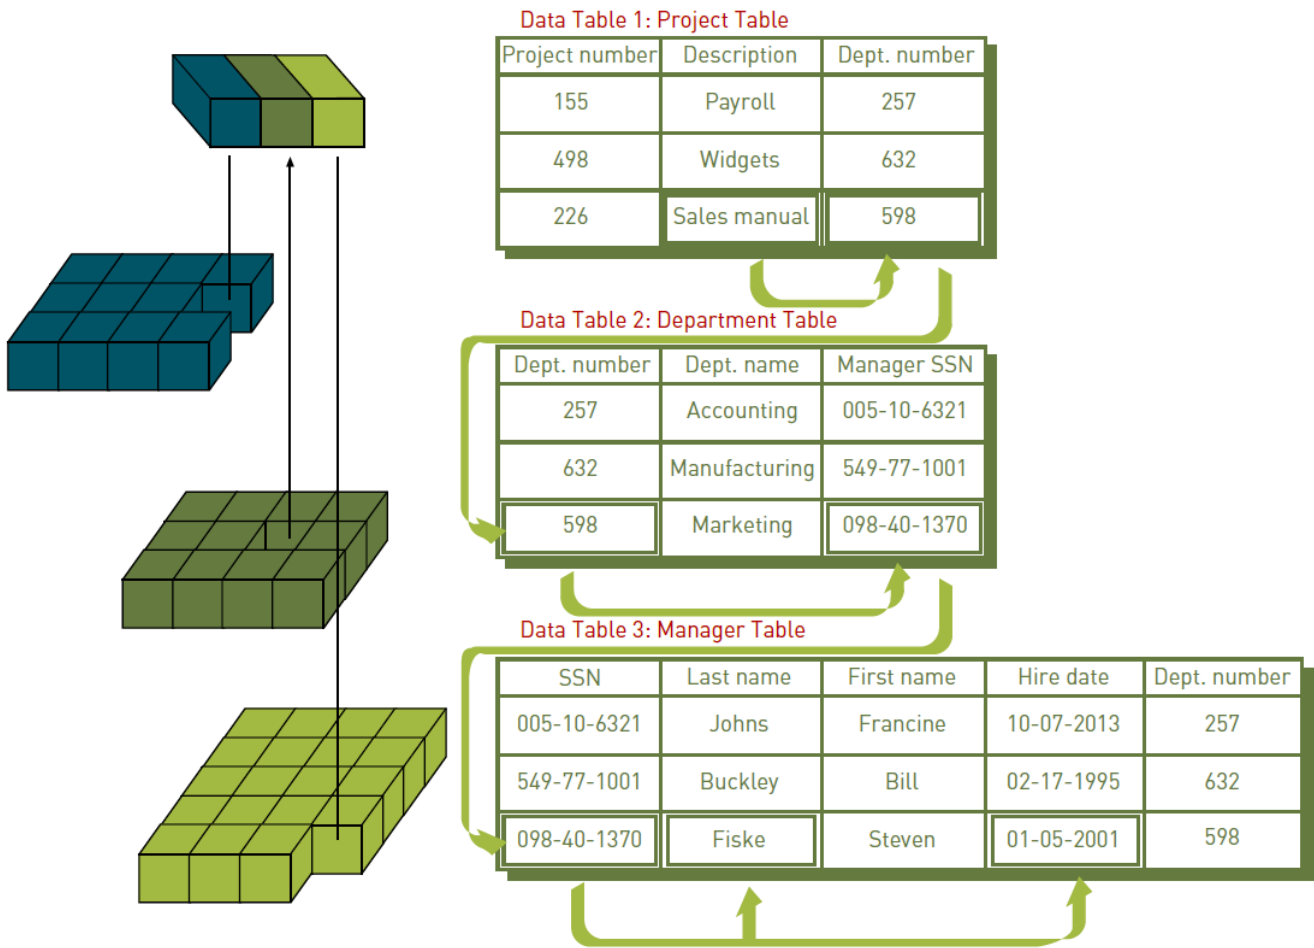 Data Table 1: Project Table
Project number Description Dept. number
155 Payroll 257
498 Widgets 632
226 Sales manual 598
Data Table 2: Department Table
Dept. number Dept. name Manager SSN
257 Accounting 005-10-6321
632 Manufacturing 549-77-1001
598 Marketing 098-40-1370
Data Table 3: Manager Table
SSN Last name First name Hire date Dept. number
005-10-6321 Johns Francine 10-07-2013 257
549-77-1001 Buckley Bill 02-17-1995 632
098-40-1370 Fiske Steven 01-05-2001 598